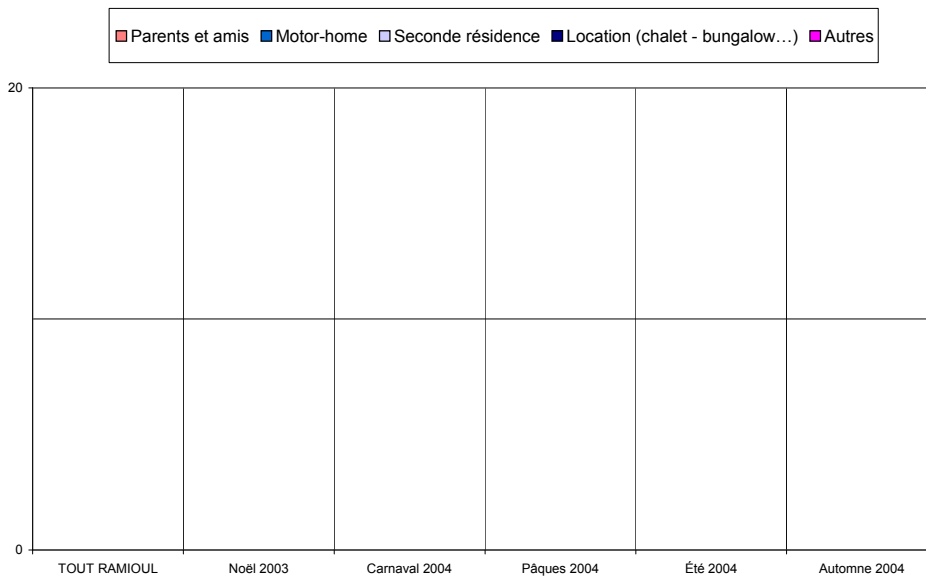 Parents et amis Motor-home Seconde résidence Location (chalet - bungalow…) Autres
20
0
TOUT RAMIOUL Noël 2003 Carnaval 2004 Pâques 2004 Été 2004 Automne 2004